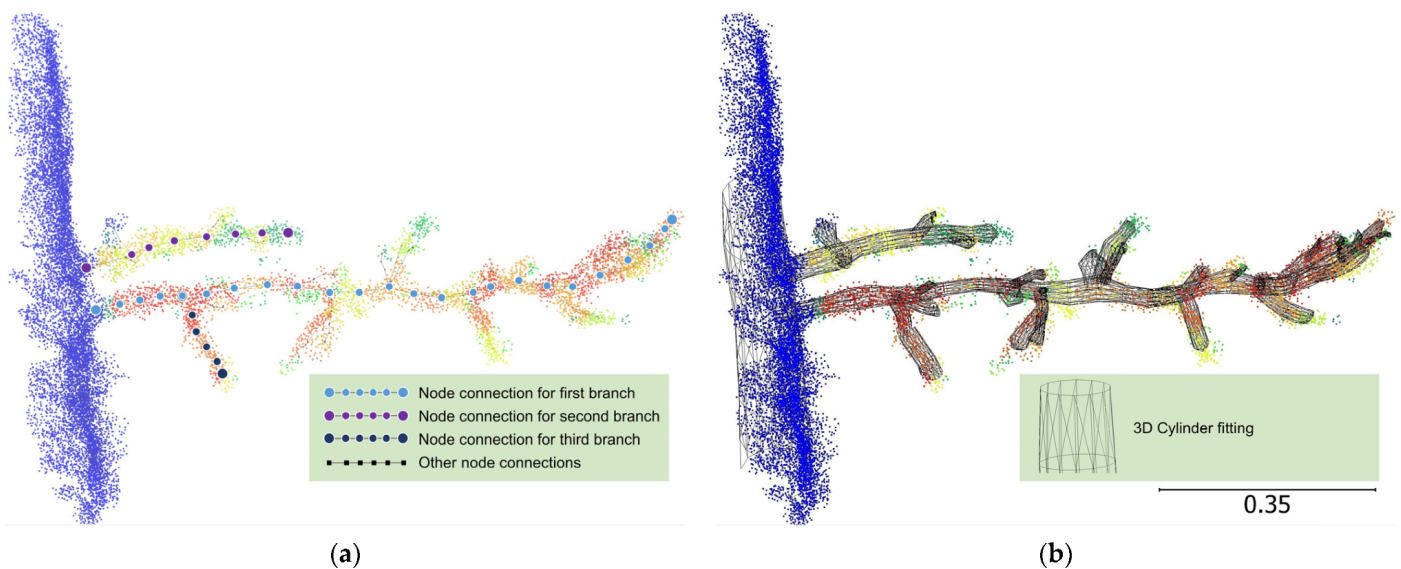 Node connection for first branch
Node connection for second branch
Node connection for third branch
Other node connections
3D Cylinder fitting
0.35
(a)
(b)